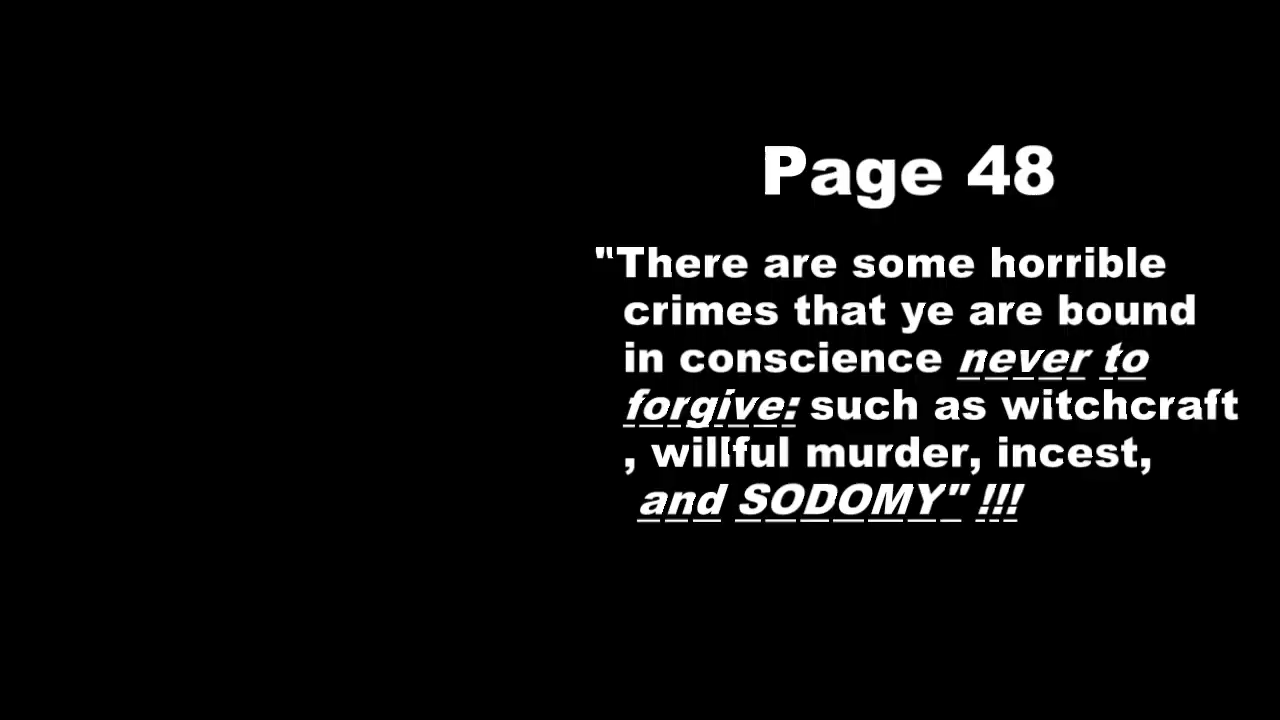 Page 48
"There are some horrible
crimes that ye are bound
in conscience never to
forgive: such as witchcraft
, willful murder, incest,
and SODOMY" !!!